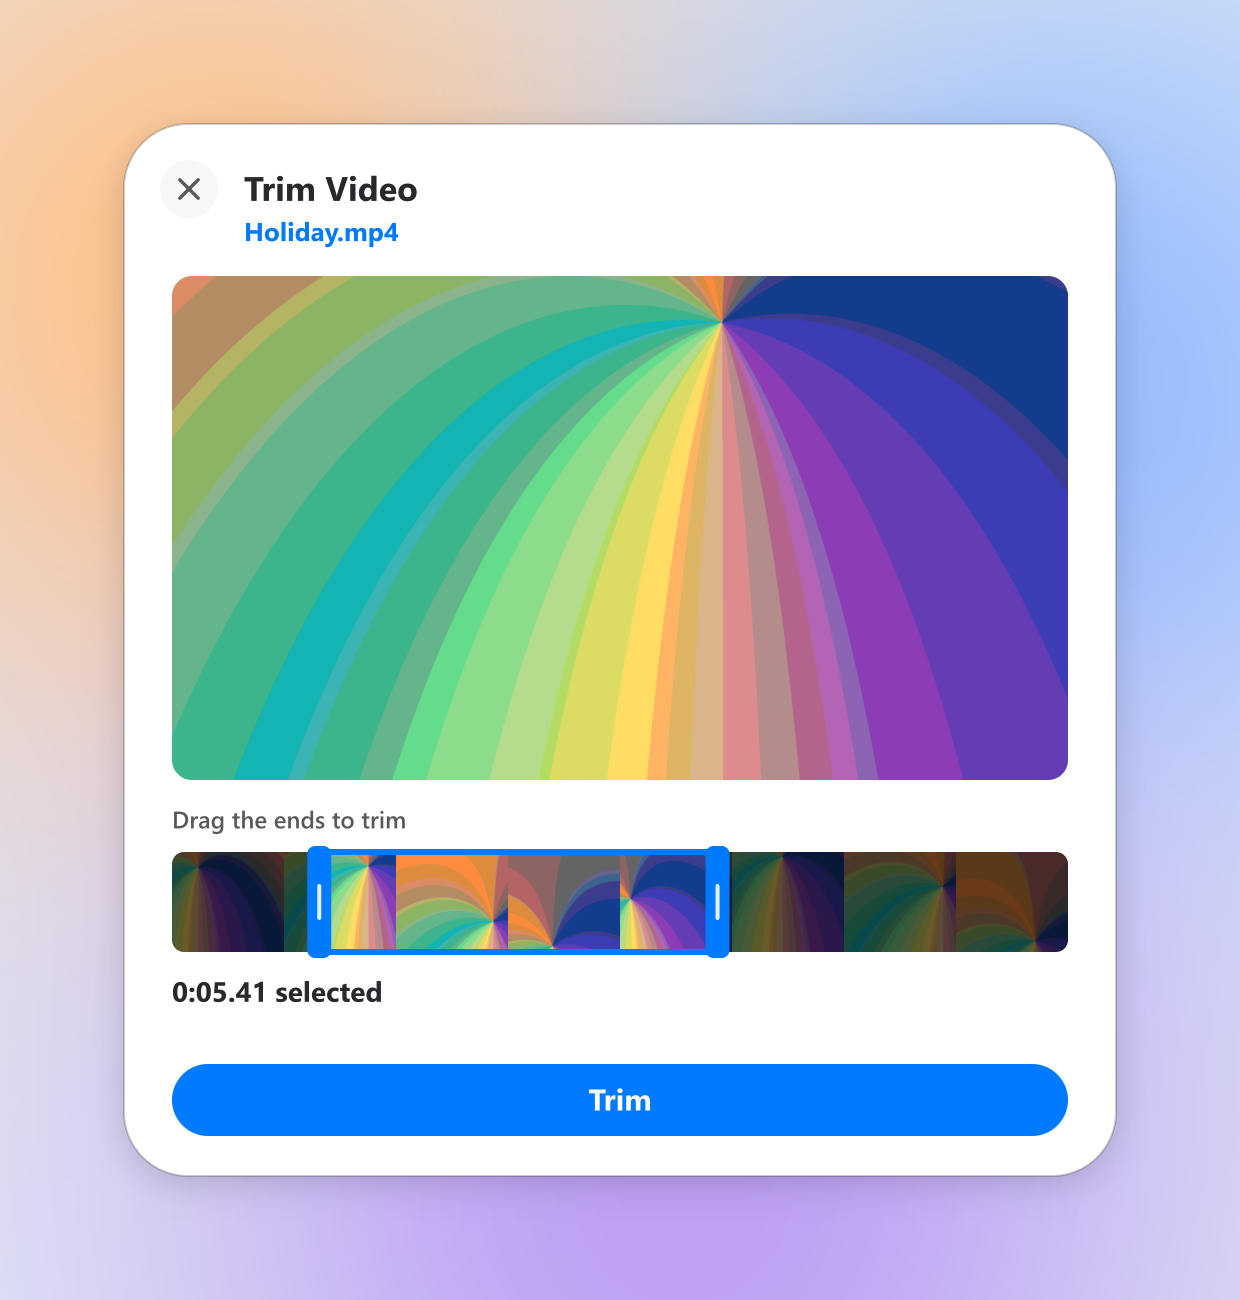 Trim Video
Holiday.mp4
Drag the ends to trim
0:05.41 selected
Trim